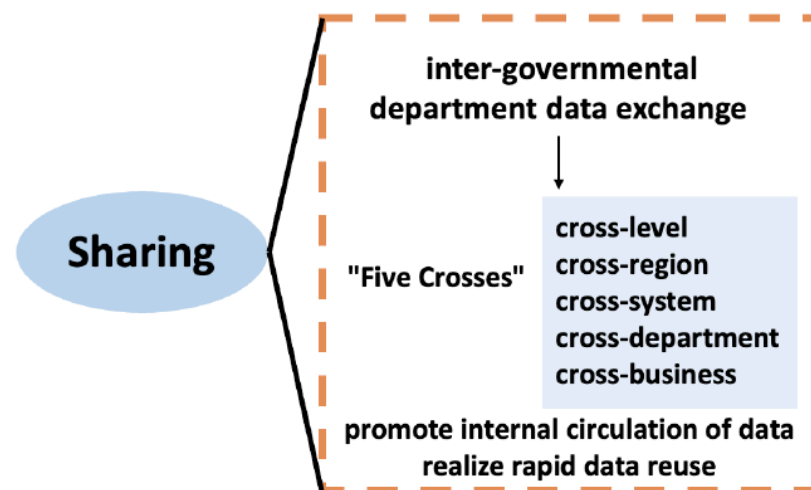 Sharing
inter-governmental
department data exchange
"Five Crosses"
cross-level
cross-region
cross-system
cross-department
cross-business
promote internal circulation of data
realize rapid data reuse